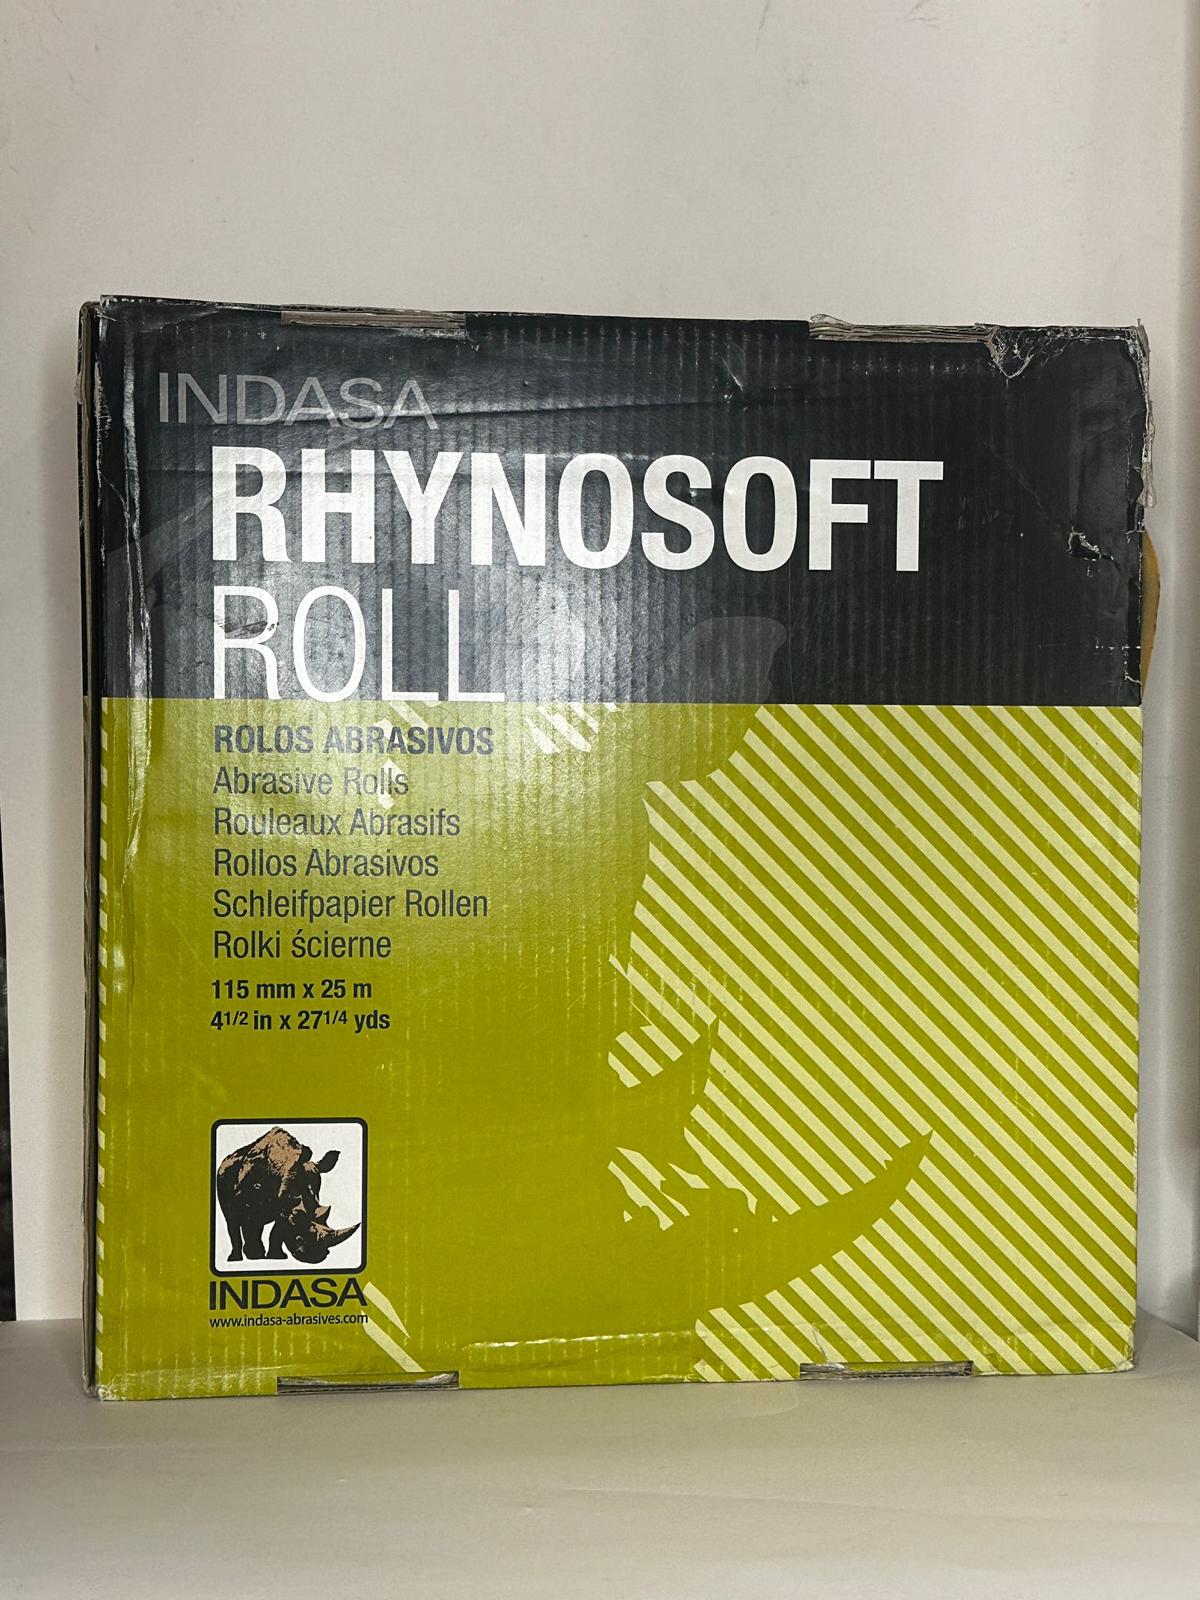 INDASA
RHYNOSOFT
ROLL
ROLOS ABRASIVOS
Abrasive Rolls
Rouleaux Abrasifs
Rollos Abrasivos
Schleifpapier Rollen
Rolki ścierne
115 mm x 25 m
4 1/2 in x 27 1/4 yds
INDASA
www.indasa-abrasives.com